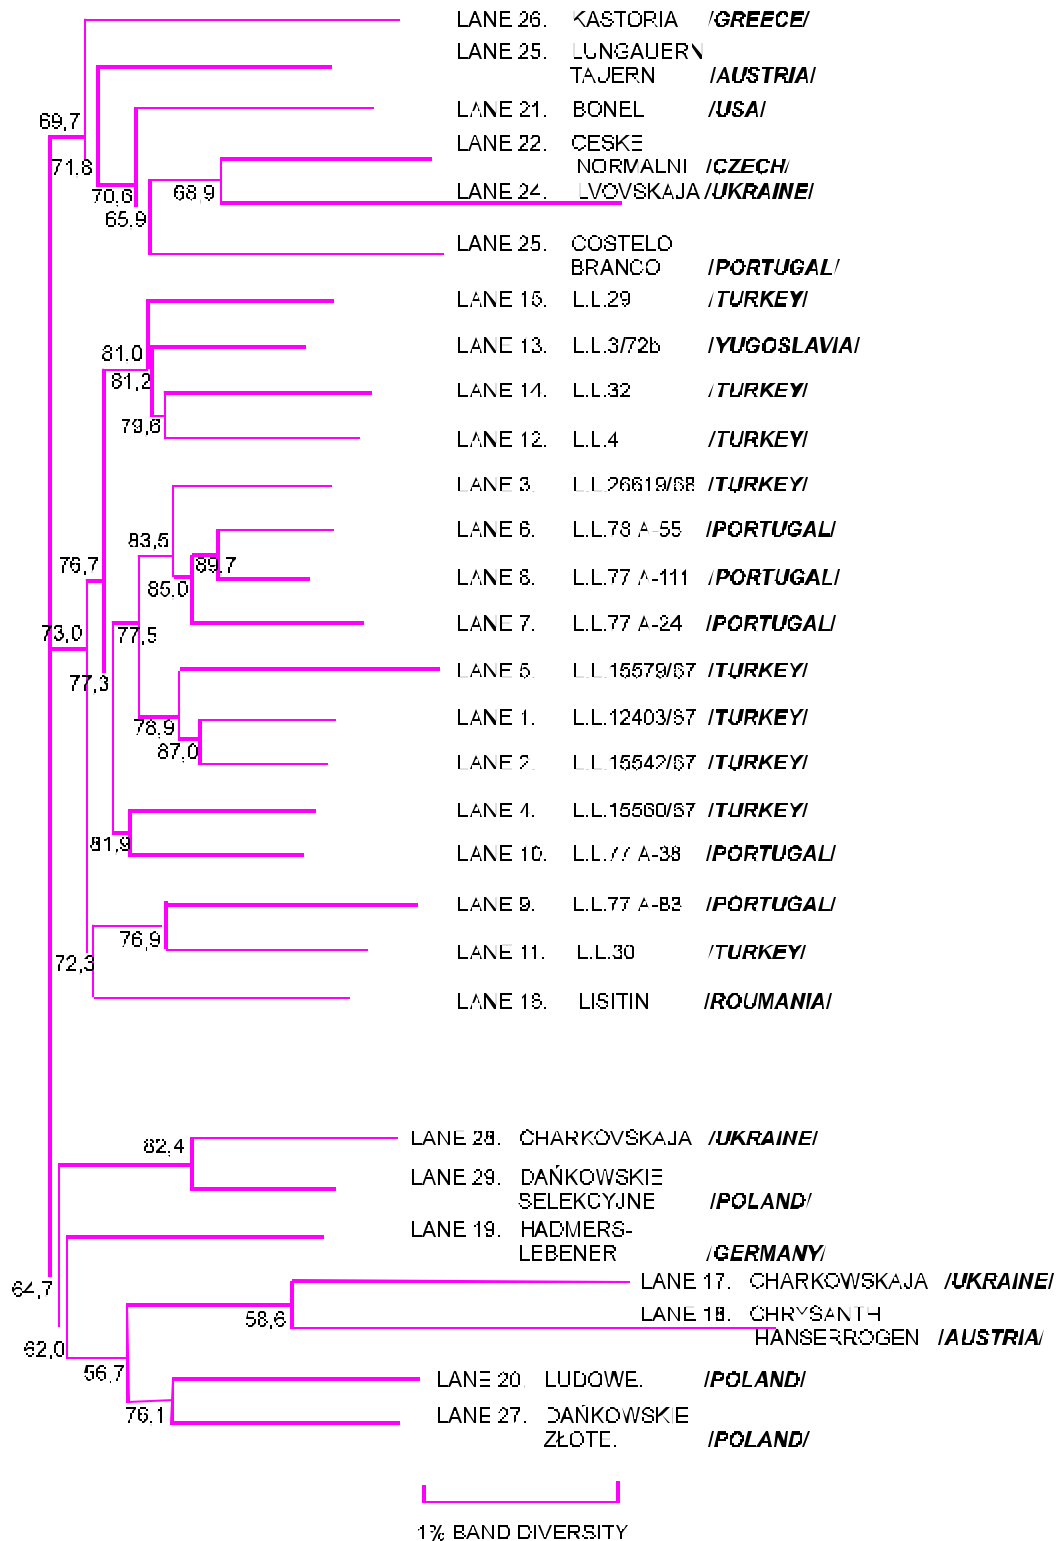 LANE 26. KASTORIA /GREECE/
LANE 25. LUNGAUERN
TAJERN /AUSTRIA/
LANE 21. BONEL /USA/
69,7
LANE 22. CESKE
71.8
NORMALNI /CZECH/
70,6 68,9 LANE 24. LVOVSKAJA /UKRAINE/
65.9
LANE 25. COSTELO
BRANCO /PORTUGAL/
LANE 15. L.L.29 /TURKEY/
81.0 LANE 13. L.L.3/72b /YUGOSLAVIA/
81,2
LANE 14. L.L.32 /TURKEY/
79,6
LANE 12. L.L.4 /TURKEY/
LANE 3. L.L.26619/68 /TURKEY/
83,5 LANE 6. L.L.78 A-55 /PORTUGAL/
76,7 89.7
85.0 LANE 8. L.L.77 A-111 /PORTUGAL/
73,0 77,5 LANE 7. L.L.77 A-24 /PORTUGAL/
77,3 LANE 5. L.L.15579/67 /TURKEY/
78,9 LANE 1. L.L.12403/67 /TURKEY/
87,0 LANE 2. L.L.15542/67 /TURKEY/
LANE 4. L.L.15560/67 /TURKEY/
81,9 LANE 10. L.L.77 A-38 /PORTUGAL/
LANE 9. L.L.77 A-83 /PORTUGAL/
76,9
72,3 LANE 11. L.L.30 /TURKEY/
LANE 16. LISITIN /ROUMANIA/
82,4 LANE 28. CHARKOVSKAJA /UKRAINE/
LANE 29. DAŃKOWSKIE
SELEKCYJNE /POLAND/
LANE 19. HADMERS-
LEBENER /GERMANY/
64,7 LANE 17. CHARKOWSKAJA /UKRAINE/
58,6 LANE 18. CHRYSANTH
62,0 HANSERROGEN /AUSTRIA/
56,7 LANE 20. LUDOWE. /POLAND/
76.1 LANE 27. DAŃKOWSKIE
ZŁOTE. /POLAND/
1% BAND DIVERSITY